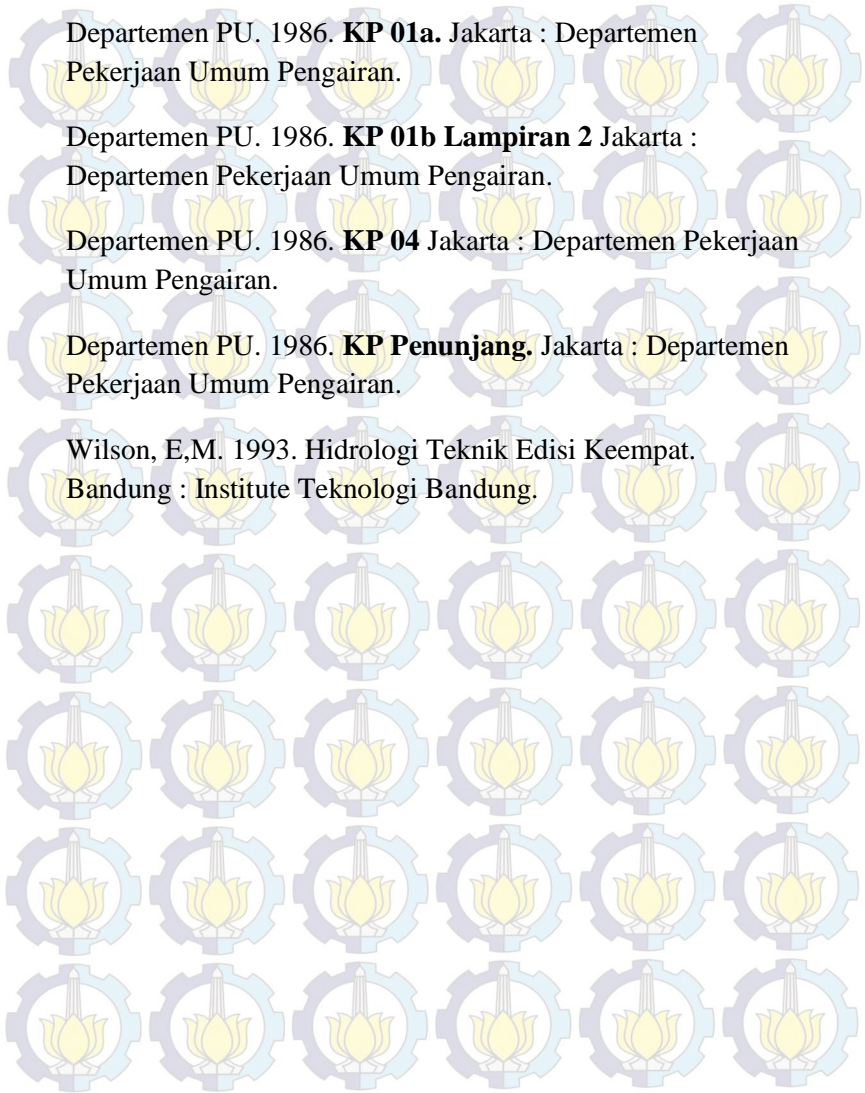 Departemen PU. 1986. KP 01a. Jakarta : Departemen
Pekerjaan Umum Pengairan.
Departemen PU. 1986. KP 01b Lampiran 2 Jakarta :
Departemen Pekerjaan Umum Pengairan.
Departemen PU. 1986. KP 04 Jakarta : Departemen Pekerjaan
Umum Pengairan.
Departemen PU. 1986. KP Penunjang. Jakarta : Departemen
Pekerjaan Umum Pengairan.
Wilson, E,M. 1993. Hidrologi Teknik Edisi Keempat.
Bandung : Institute Teknologi Bandung.